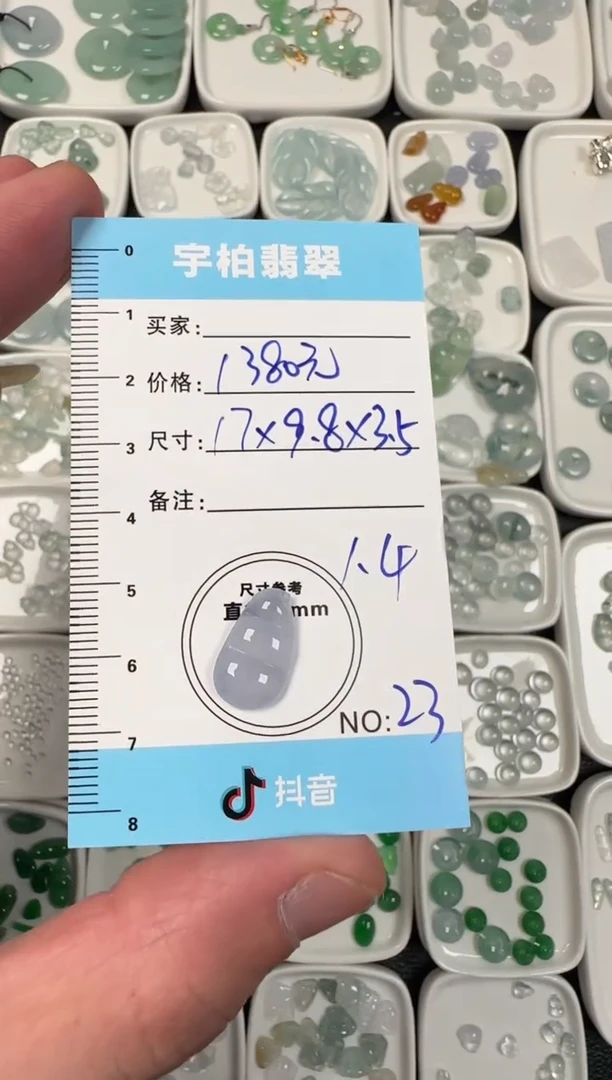 0
宇柏翡翠
1
买家:
2
价格: 1380元
3
尺寸: 17×9.8×3.5
4
备注:
1.4
5
尺寸参考
直 mm
6
NO: 23
7
抖音
8